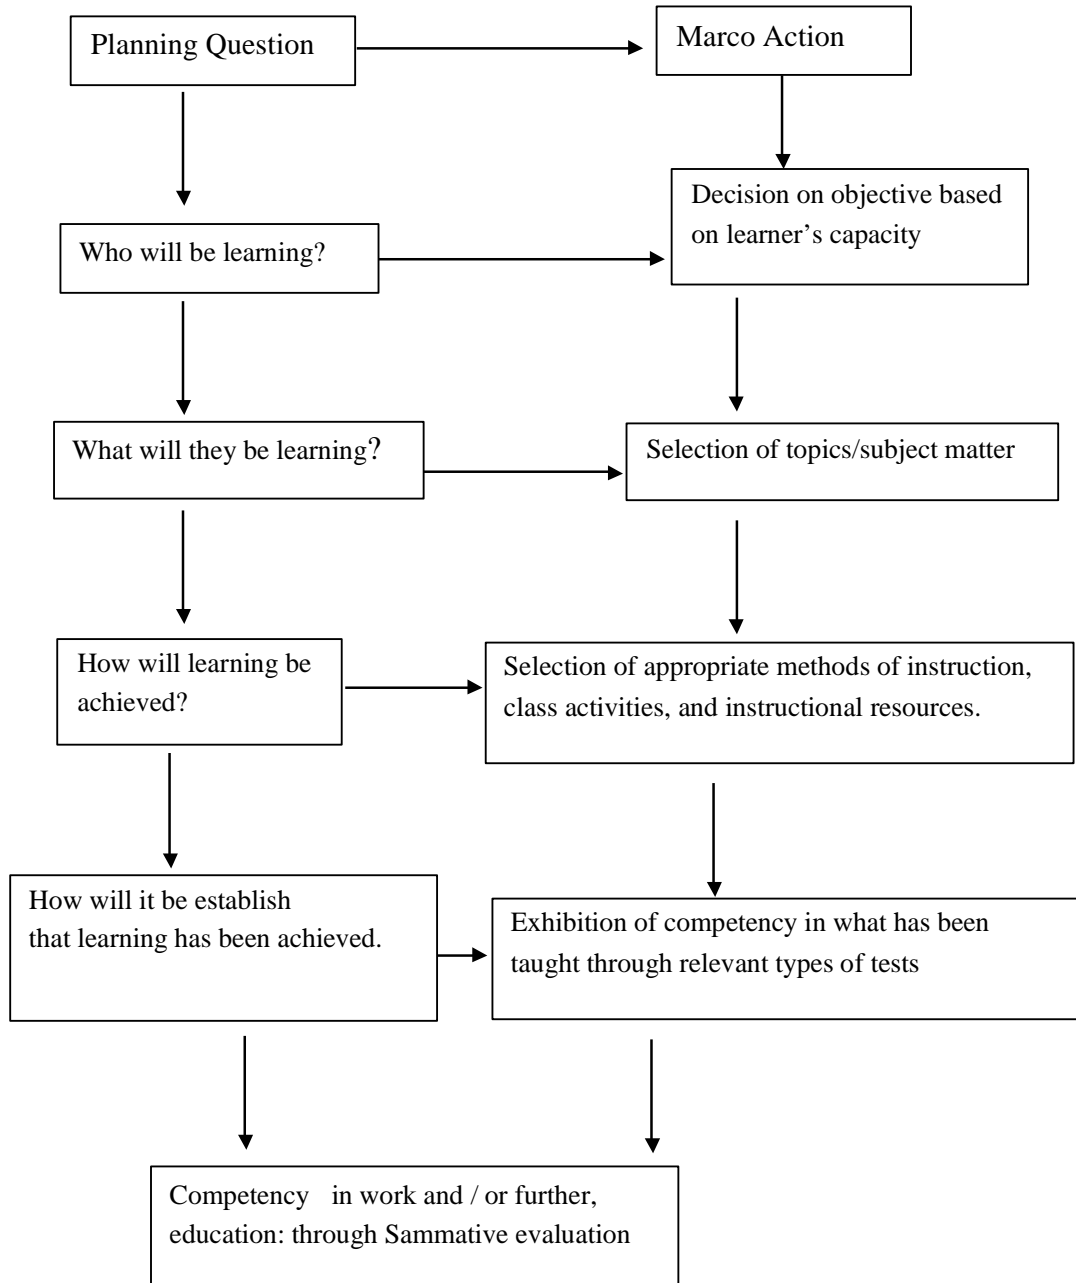 Planning Question
Marco Action
Decision on objective based
on learner’s capacity
Who will be learning?
What will they be learning?
Selection of topics/subject matter
How will learning be
achieved?
Selection of appropriate methods of instruction,
class activities, and instructional resources.
How will it be establish
that learning has been achieved.
Exhibition of competency in what has been
taught through relevant types of tests
Competency in work and / or further,
education: through Sammative evaluation